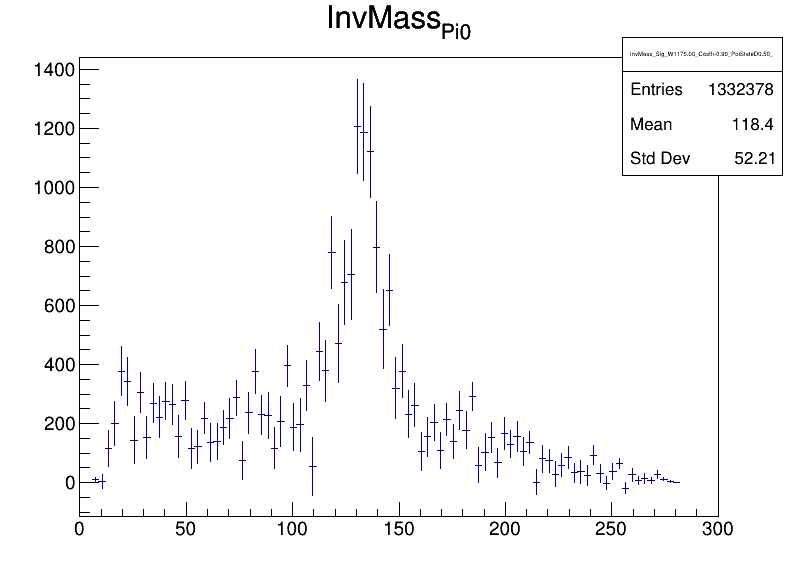 InvMass_Pi0
InvMass_Sig_W1175.00_Costh-0.90_PolStateD0.50_
Entries 1332378
Mean 118.4
Std Dev 52.21
1400
1200
1000
800
600
400
200
0
0 50 100 150 200 250 300